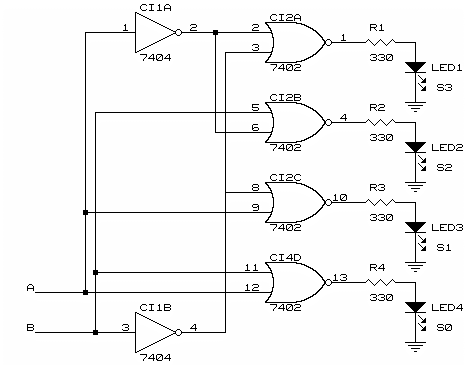 CI1A
1 2
7404
CI2A
2 1
3
7402
R1
330
LED1
S3
CI2B
5 4
6
7402
R2
330
LED2
S2
CI2C
8 10
9
7402
R3
330
LED3
S1
CI4D
11 13
12
7402
R4
330
LED4
S0
A
B
CI1B
3 4
7404